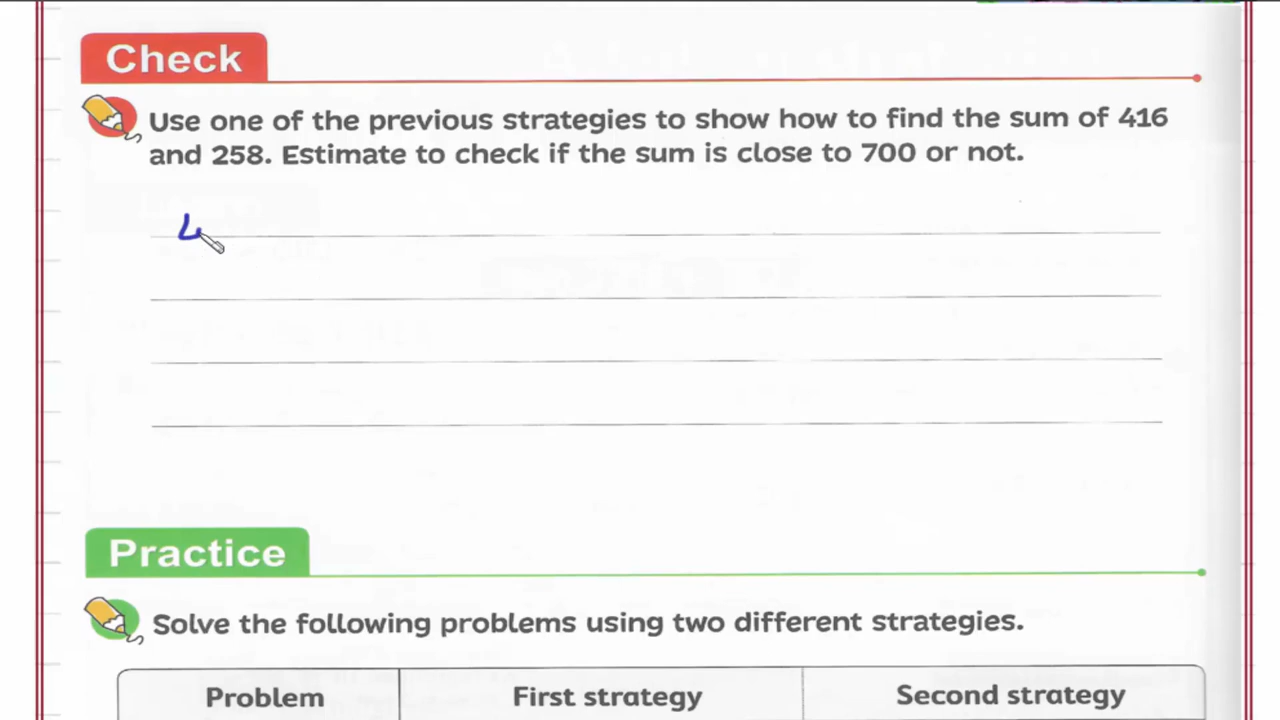 Check
Use one of the previous strategies to show how to find the sum of 416
and 258. Estimate to check if the sum is close to 700 or not.
4
Practice
Solve the following problems using two different strategies.
Problem First strategy Second strategy